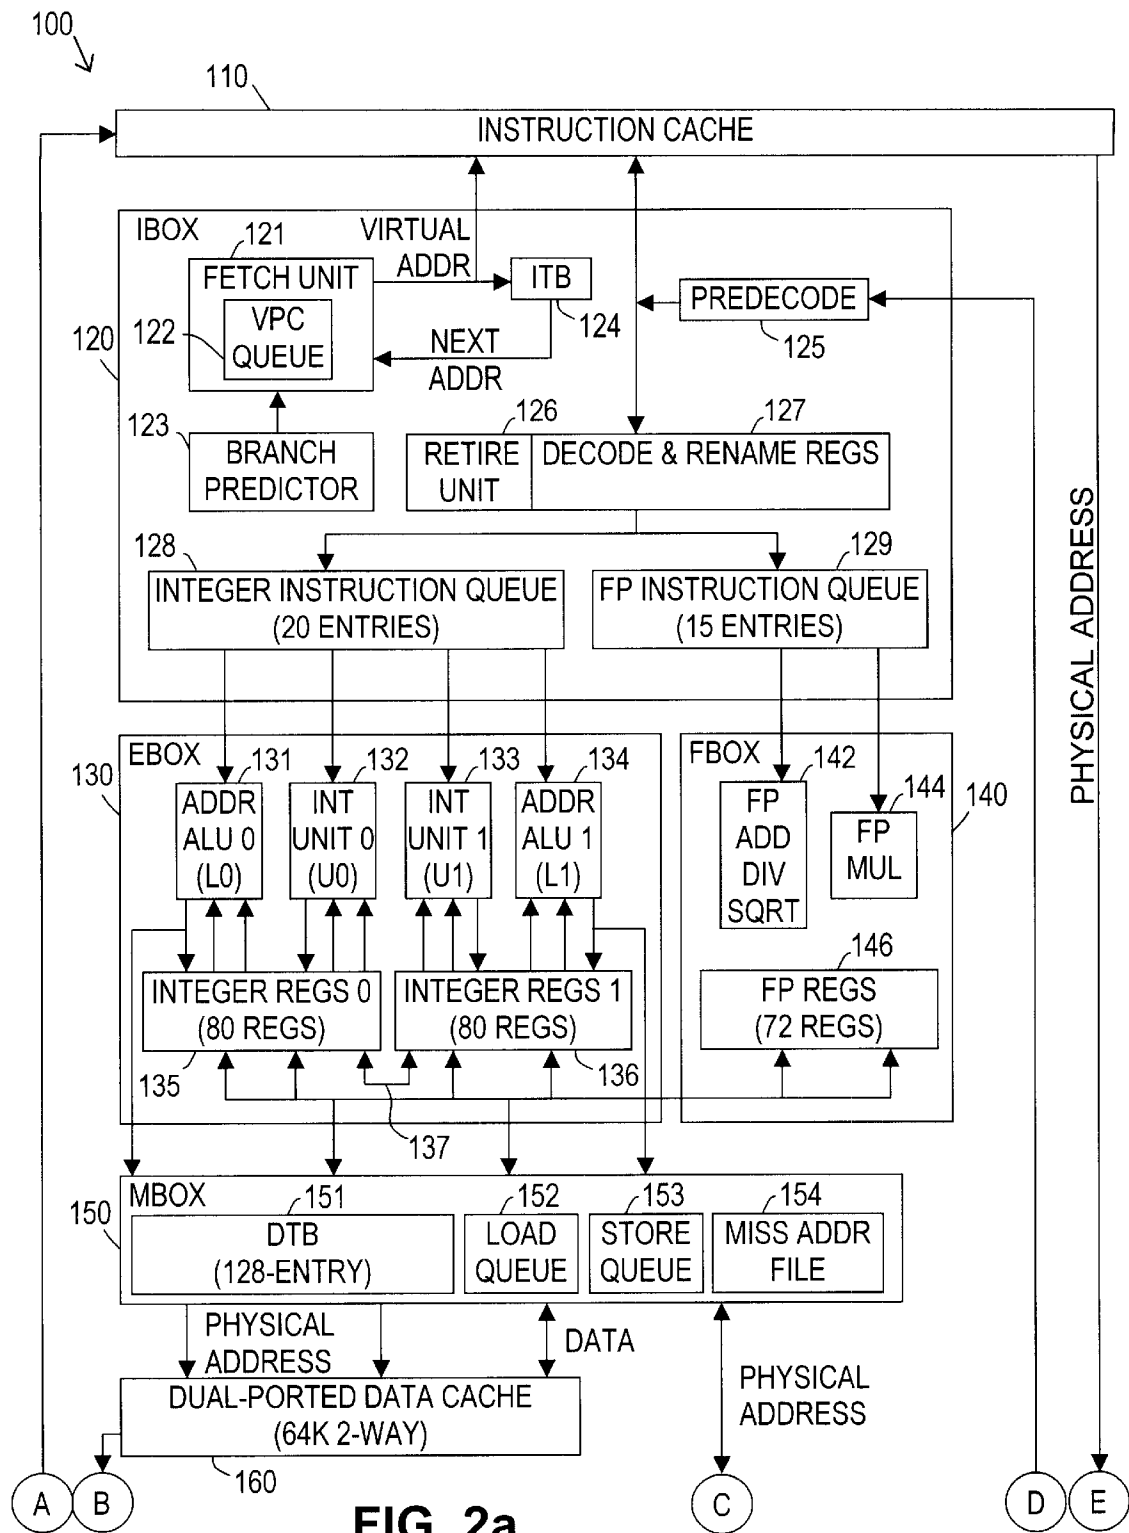 100
110
INSTRUCTION CACHE
IBOX
121
VIRTUAL
ADDR
FETCH UNIT
ITB
PREDECODE
124
125
VPC
QUEUE
122
120
NEXT
ADDR
123
BRANCH
PREDICTOR
126
127
RETIRE
UNIT
DECODE & RENAME REGS
128
129
INTEGER INSTRUCTION QUEUE
(20 ENTRIES)
FP INSTRUCTION QUEUE
(15 ENTRIES)
PHYSICAL ADDRESS
EBOX
130
131
132
133
134
ADDR
ALU 0
(L0)
INT
UNIT 0
(U0)
INT
UNIT 1
(U1)
ADDR
ALU 1
(L1)
FBOX
142
144
140
FP
ADD
DIV
SQRT
FP
MUL
INTEGER REGS 0
(80 REGS)
INTEGER REGS 1
(80 REGS)
146
FP REGS
(72 REGS)
135
136
137
MBOX
150
151
152
153
154
DTB
(128-ENTRY)
LOAD
QUEUE
STORE
QUEUE
MISS ADDR
FILE
PHYSICAL
ADDRESS
DATA
PHYSICAL
ADDRESS
DUAL-PORTED DATA CACHE
(64K 2-WAY)
160
A
B
C
D
E
FIG. 2a